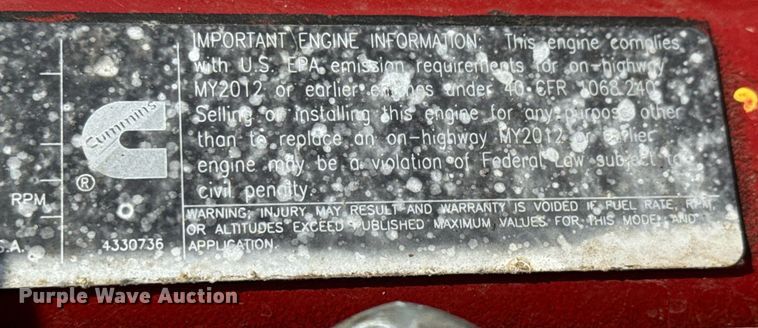 IMPORTANT ENGINE INFORMATION: This engine complies
with U.S. EPA emission requirements for on-highway
MY2012 or earlier engines under 40 CFR 1068.240.
Selling or installing this engine for any purpose other
than to replace an on-highway MY2012 or earlier
engine may be a violation of Federal Law subject to
civil penalty
WARNING; INJURY MAY RESULT AND WARRANTY IS VOIDED IF FUEL RATE, RPM,
OR ALTITUDES EXCEED PUBLISHED MAXIMUM VALUES FOR THIS MODEL AND
APPLICATION.
Cummins
®
RPM
S.A.
4330736
Purple Wave Auction